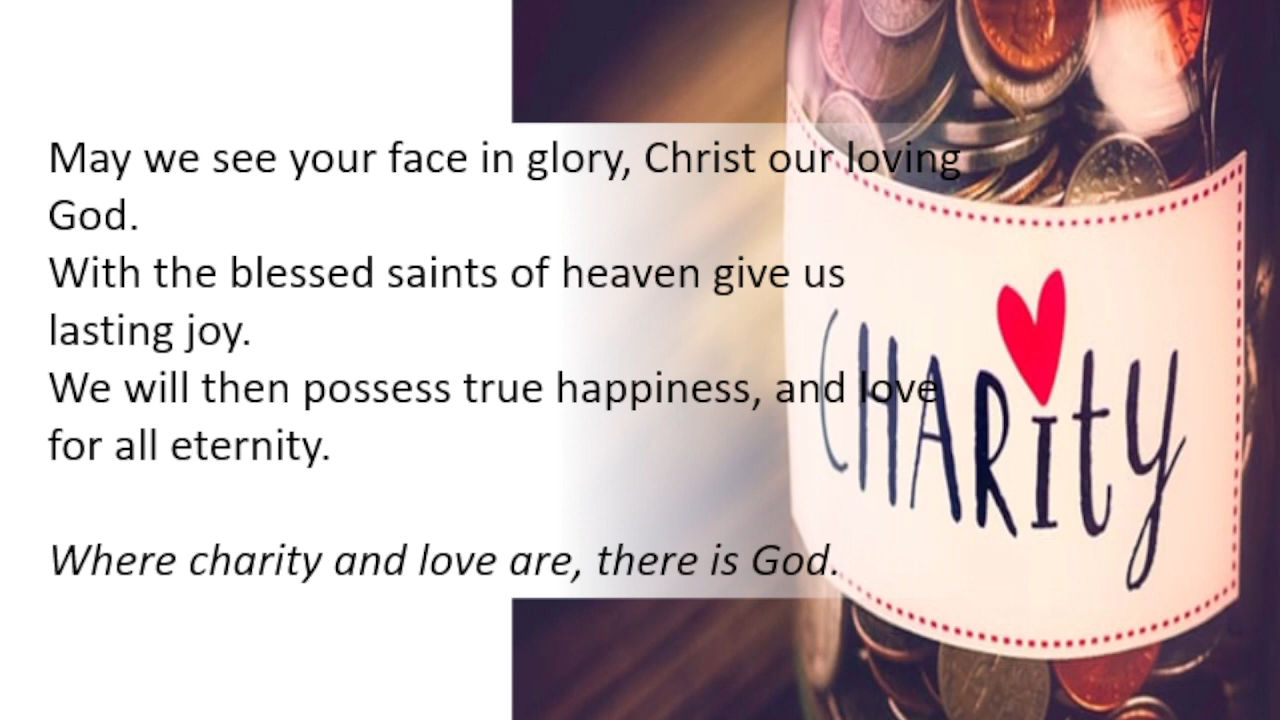 May we see your face in glory, Christ our loving
God.
With the blessed saints of heaven give us
lasting joy.
We will then possess true happiness, and love
for all eternity.
Where charity and love are, there is God.
CHARity